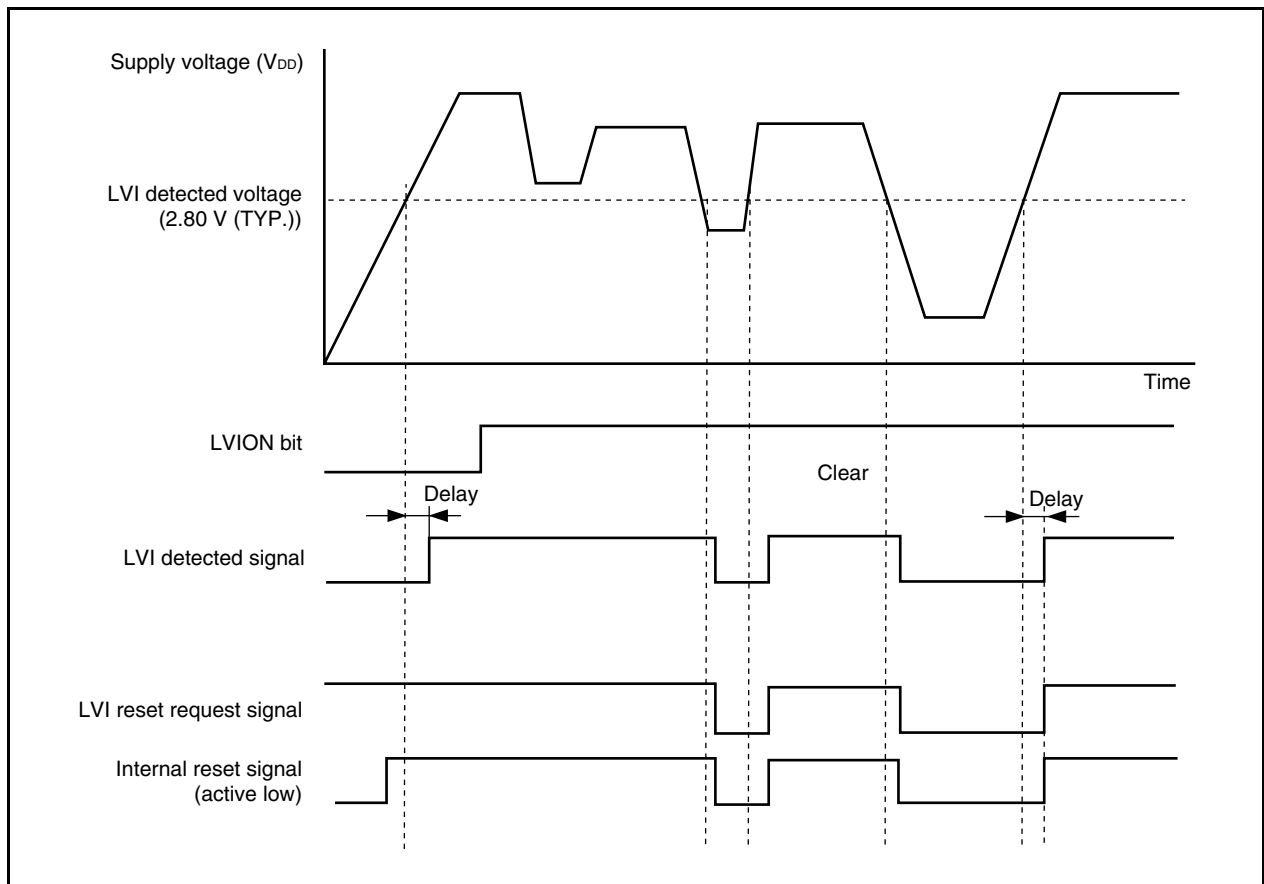 Supply voltage (VDD)
LVI detected voltage
(2.80 V (TYP.))
Time
LVION bit
Clear
Delay
Delay
LVI detected signal
LVI reset request signal
Internal reset signal
(active low)